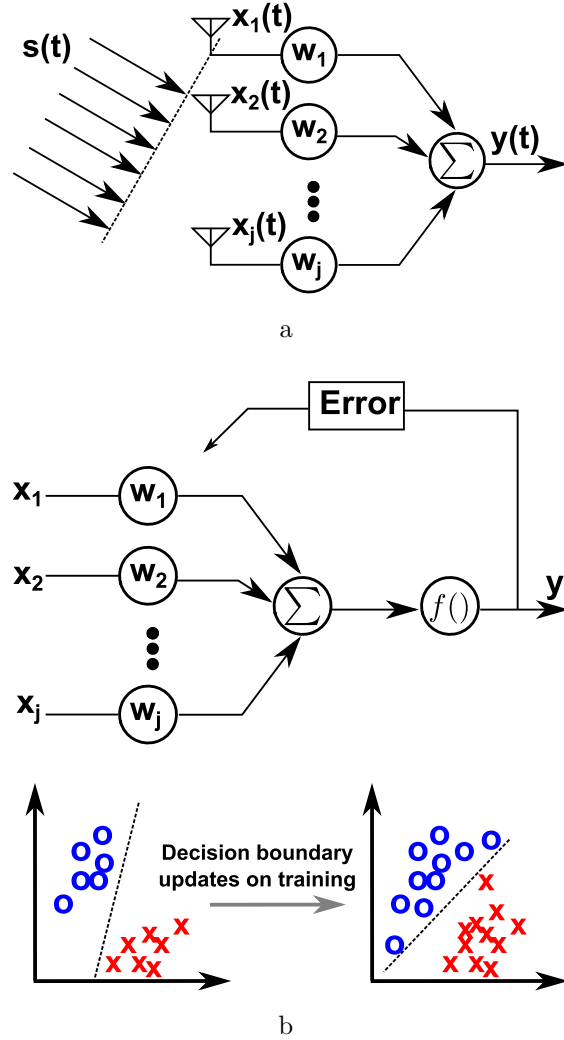 x1(t)
s(t)
w1
x2(t)
w2
y(t)
∑
xj(t)
wj
a
Error
x1
w1
x2
w2
y
∑
f()
xj
wj
Decision boundary
updates on training
b